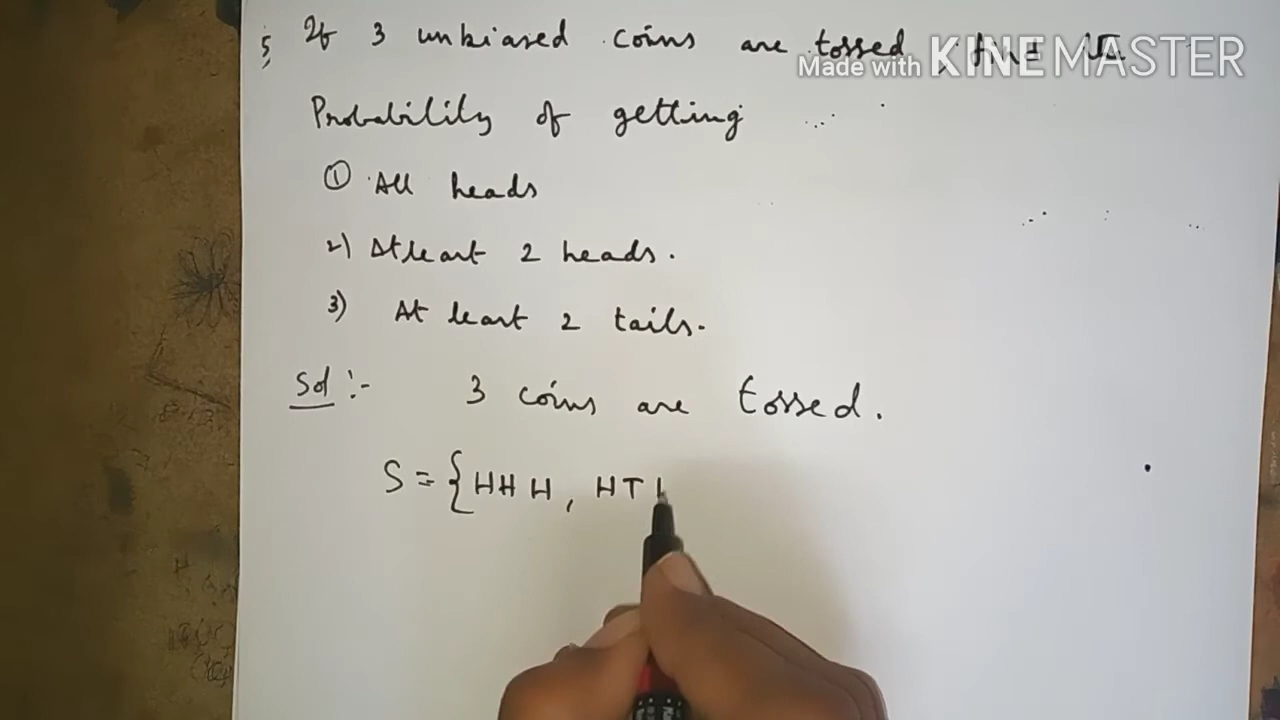 5, If 3 unbiased coins are tossed, find
Made with KINEMASTER
Probability of getting
① All heads
2) Atleast 2 heads.
3) At least 2 tails.
Sol :- 3 coins are tossed.
S = { HHH, HT